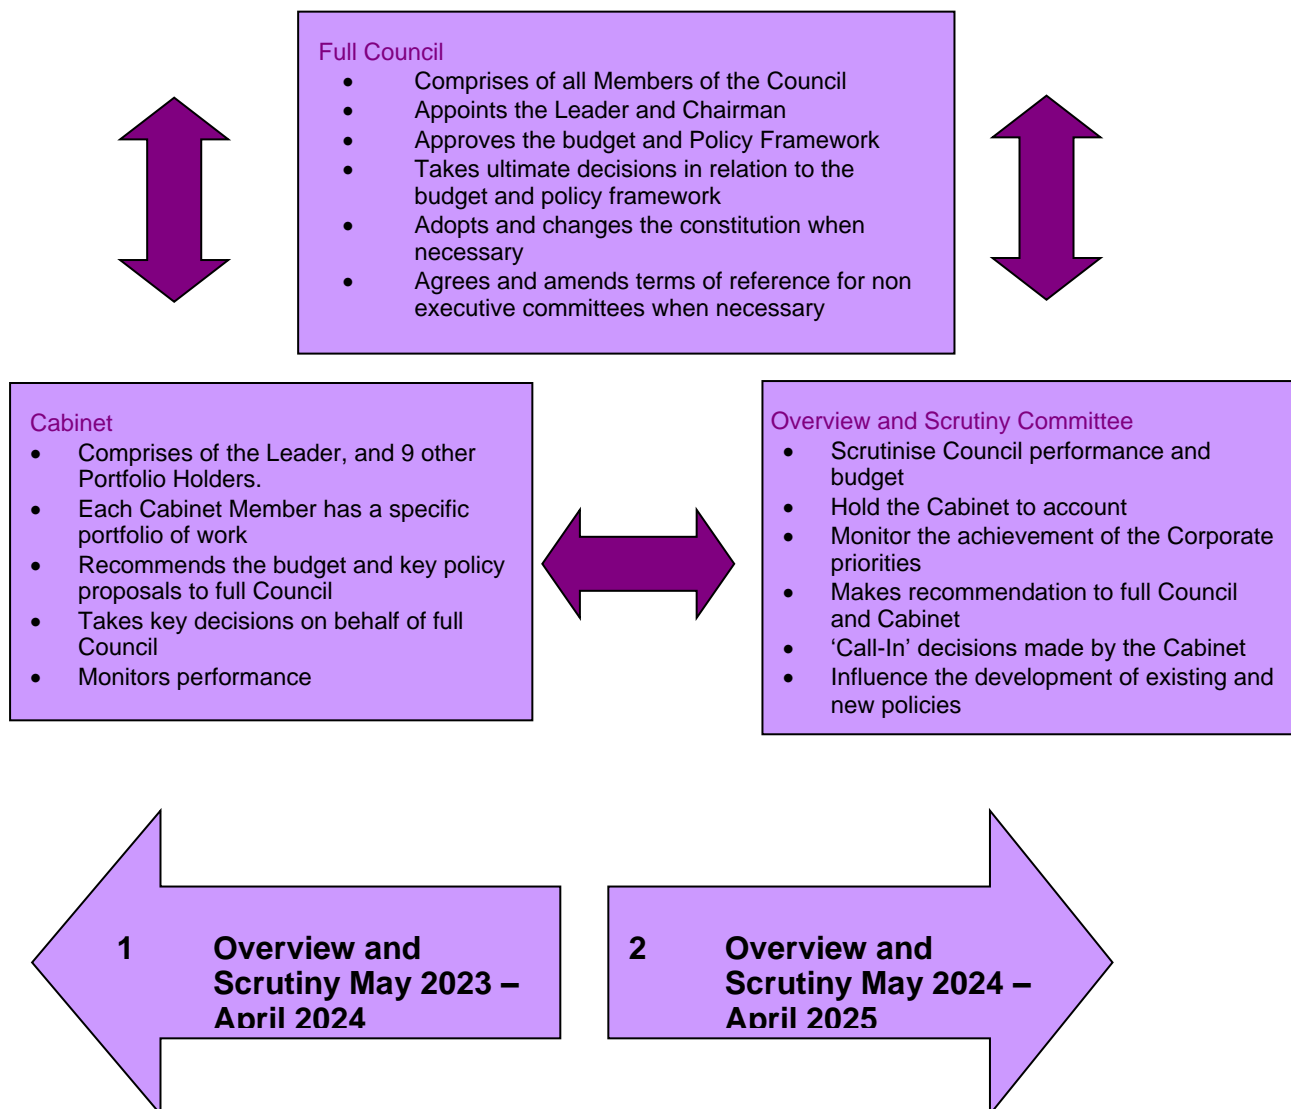 Full Council
• Comprises of all Members of the Council
• Appoints the Leader and Chairman
• Approves the budget and Policy Framework
• Takes ultimate decisions in relation to the
budget and policy framework
• Adopts and changes the constitution when
necessary
• Agrees and amends terms of reference for non
executive committees when necessary
Cabinet
• Comprises of the Leader, and 9 other
Portfolio Holders.
• Each Cabinet Member has a specific
portfolio of work
• Recommends the budget and key policy
proposals to full Council
• Takes key decisions on behalf of full
Council
• Monitors performance
Overview and Scrutiny Committee
• Scrutinise Council performance and
budget
• Hold the Cabinet to account
• Monitor the achievement of the Corporate
priorities
• Makes recommendation to full Council
and Cabinet
• ‘Call-In’ decisions made by the Cabinet
• Influence the development of existing and
new policies
1 Overview and
Scrutiny May 2023 –
April 2024
2 Overview and
Scrutiny May 2024 –
April 2025